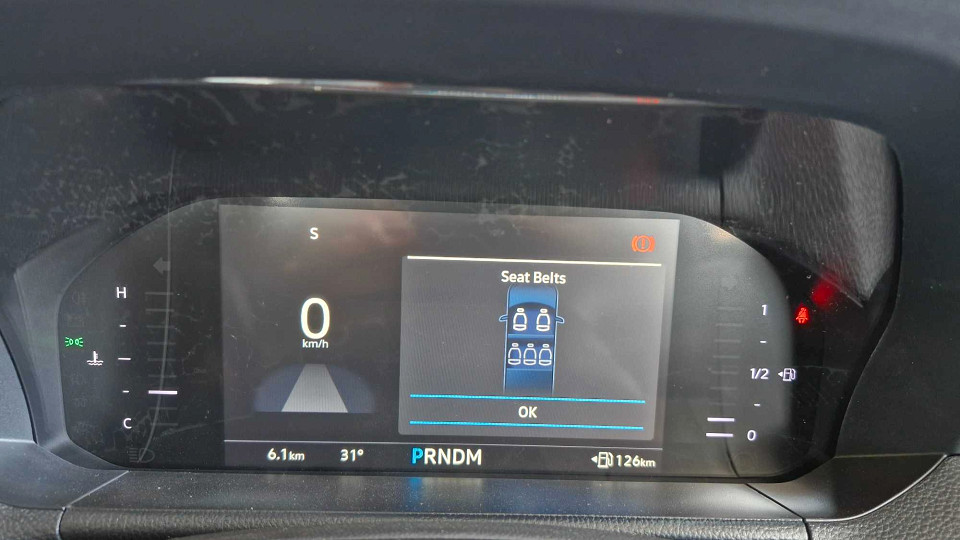 S
Seat Belts
H
1
0
km/h
1/2
OK
C
0
6.1km
31°
PRNDM
126km